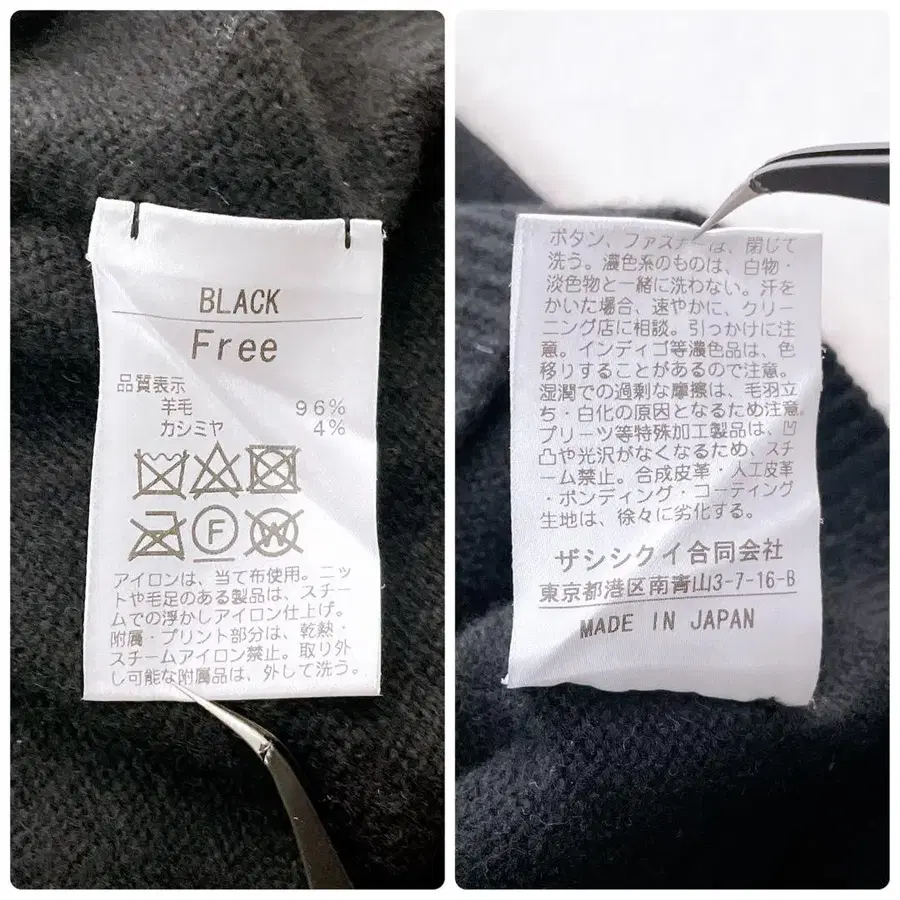 BLACK
Free
品質表示
羊毛 96%
カシミヤ 4%
F
W
アイロンは、当て布使用。ニッ
トや毛足のある製品は、スチー
ムでの浮かしアイロン仕上げ。
附属・プリント部分は、乾熱・
スチームアイロン禁止。取り外
し可能な附属品は、外して洗う。
ボタン、ファスナーは、閉じて
洗う。濃色系のものは、白物・
淡色物と一緒に洗わない。汗を
かいた場合、速やかに、クリー
ニング店に相談。引っかけに注
意。インディゴ等濃色品は、色
移りすることがあるので注意。
湿潤での過剰な摩擦は、毛羽立
ち・白化の原因となるため注意。
プリーツ等特殊加工製品は、凹
凸や光沢がなくなるため、スチ
ーム禁止。合成皮革・人工皮革
・ボンディング・コーティング
生地は、徐々に劣化する。
ザシシクイ合同会社
東京都港区南青山3-7-16-B
MADE IN JAPAN